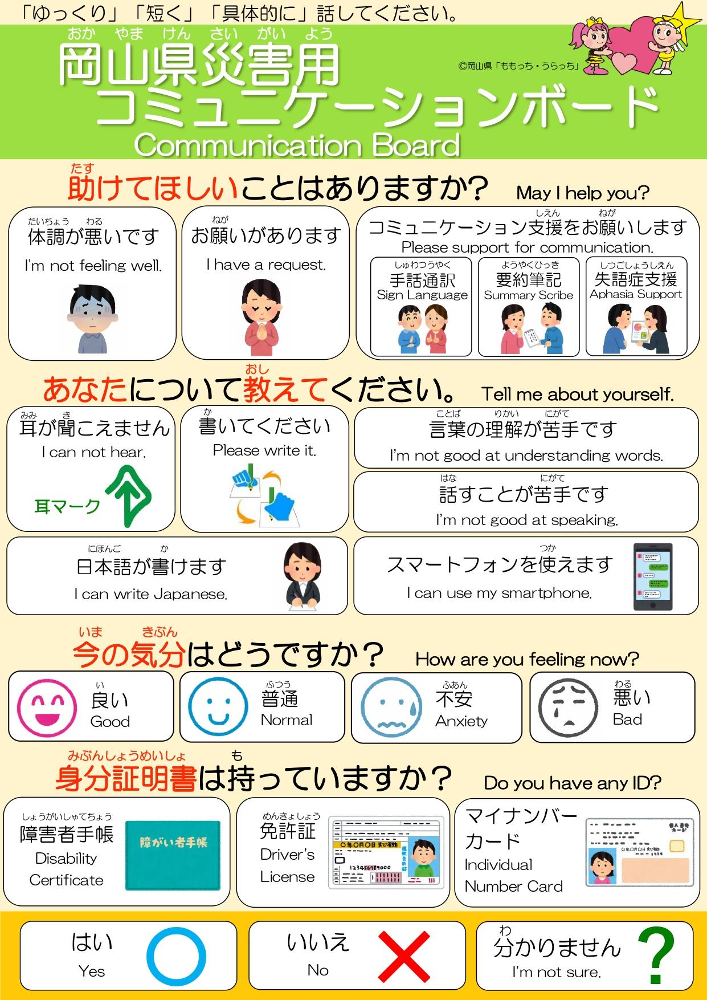 「ゆっくり」「短く」「具体的に」話してください。
おか やま けん さい がい よう
岡山県災害用
©岡山県「ももっち・うらっち」
コミュニケーションボード
Communication Board
たす
助けてほしいことはありますか? May I help you?
たいちょう わる
体調が悪いです
I'm not feeling well.
ねが
お願いがあります
I have a request.
しえん ねが
コミュニケーション支援をお願いします
Please support for communication.
しゅわつうやく
手話通訳
Sign Language
ようやくひっき
要約筆記
Summary Scribe
しつごしょうしえん
失語症支援
Aphasia Support
おし
あなたについて教えてください。 Tell me about yourself.
みみ き
耳が聞こえません
I can not hear.
耳マーク
か
書いてください
Please write it.
ことば りかい にがて
言葉の理解が苦手です
I'm not good at understanding words.
はな にがて
話すことが苦手です
I'm not good at speaking.
にほんご か
日本語が書けます
I can write Japanese.
つか
スマートフォンを使えます
I can use my smartphone.
いま きぶん
今の気分はどうですか? How are you feeling now?
い
良い
Good
ふつう
普通
Normal
ふあん
不安
Anxiety
わる
悪い
Bad
みぶんしょうめいしょ も
身分証明書は持っていますか? Do you have any ID?
しょうがいしゃてちょう
障害者手帳
Disability
Certificate
障がい者手帳
めんきょしょう
免許証
Driver's
License
0年0月0日 まで有効
運転免許証
123456789000
マイナンバー
カード
Individual
Number Card
個人番号
カード
0年0月0日 まで有効
1234
はい
Yes
いいえ
No
わ
分かりません
I'm not sure.
?